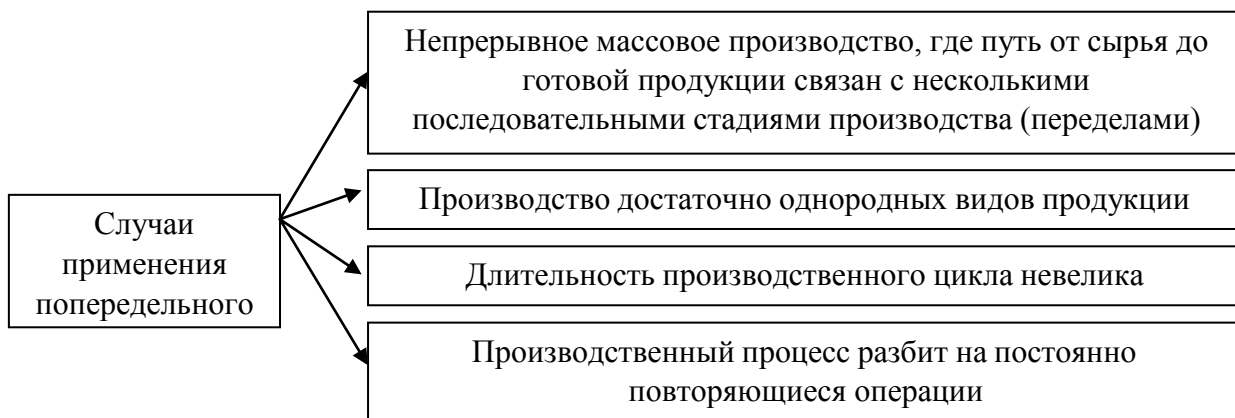 Непрерывное массовое производство, где путь от сырья до
готовой продукции связан с несколькими
последовательными стадиями производства (переделами)
Производство достаточно однородных видов продукции
Случаи
применения
попередельного
Длительность производственного цикла невелика
Производственный процесс разбит на постоянно
повторяющиеся операции